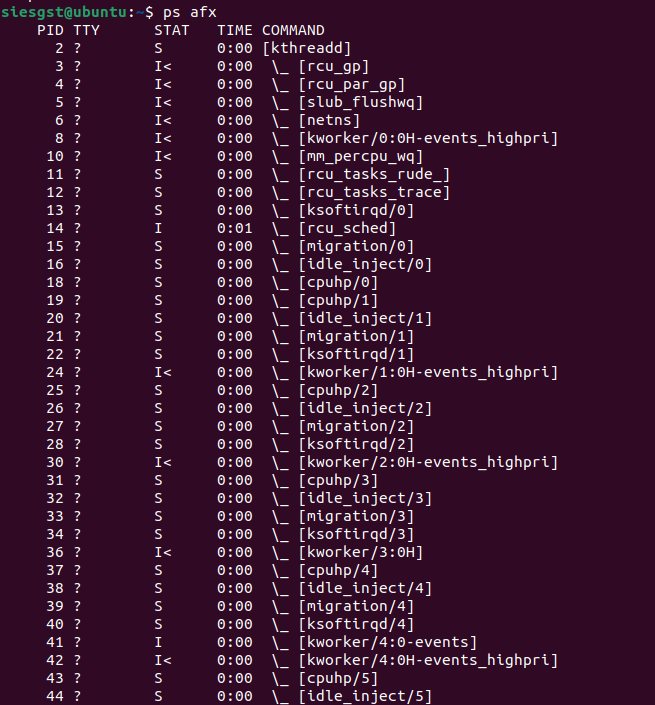 siesgst@ubuntu:~$ ps afx
    PID TTY      STAT   TIME COMMAND
      2 ?        S      0:00 [kthreadd]
      3 ?        I<     0:00  \_ [rcu_gp]
      4 ?        I<     0:00  \_ [rcu_par_gp]
      5 ?        I<     0:00  \_ [slub_flushwq]
      6 ?        I<     0:00  \_ [netns]
      8 ?        I<     0:00  \_ [kworker/0:0H-events_highpri]
     10 ?        I<     0:00  \_ [mm_percpu_wq]
     11 ?        S      0:00  \_ [rcu_tasks_rude_]
     12 ?        S      0:00  \_ [rcu_tasks_trace]
     13 ?        S      0:00  \_ [ksoftirqd/0]
     14 ?        I      0:01  \_ [rcu_sched]
     15 ?        S      0:00  \_ [migration/0]
     16 ?        S      0:00  \_ [idle_inject/0]
     18 ?        S      0:00  \_ [cpuhp/0]
     19 ?        S      0:00  \_ [cpuhp/1]
     20 ?        S      0:00  \_ [idle_inject/1]
     21 ?        S      0:00  \_ [migration/1]
     22 ?        S      0:00  \_ [ksoftirqd/1]
     24 ?        I<     0:00  \_ [kworker/1:0H-events_highpri]
     25 ?        S      0:00  \_ [cpuhp/2]
     26 ?        S      0:00  \_ [idle_inject/2]
     27 ?        S      0:00  \_ [migration/2]
     28 ?        S      0:00  \_ [ksoftirqd/2]
     30 ?        I<     0:00  \_ [kworker/2:0H-events_highpri]
     31 ?        S      0:00  \_ [cpuhp/3]
     32 ?        S      0:00  \_ [idle_inject/3]
     33 ?        S      0:00  \_ [migration/3]
     34 ?        S      0:00  \_ [ksoftirqd/3]
     36 ?        I<     0:00  \_ [kworker/3:0H]
     37 ?        S      0:00  \_ [cpuhp/4]
     38 ?        S      0:00  \_ [idle_inject/4]
     39 ?        S      0:00  \_ [migration/4]
     40 ?        S      0:00  \_ [ksoftirqd/4]
     41 ?        I      0:00  \_ [kworker/4:0-events]
     42 ?        I<     0:00  \_ [kworker/4:0H-events_highpri]
     43 ?        S      0:00  \_ [cpuhp/5]
     44 ?        S      0:00  \_ [idle_inject/5]